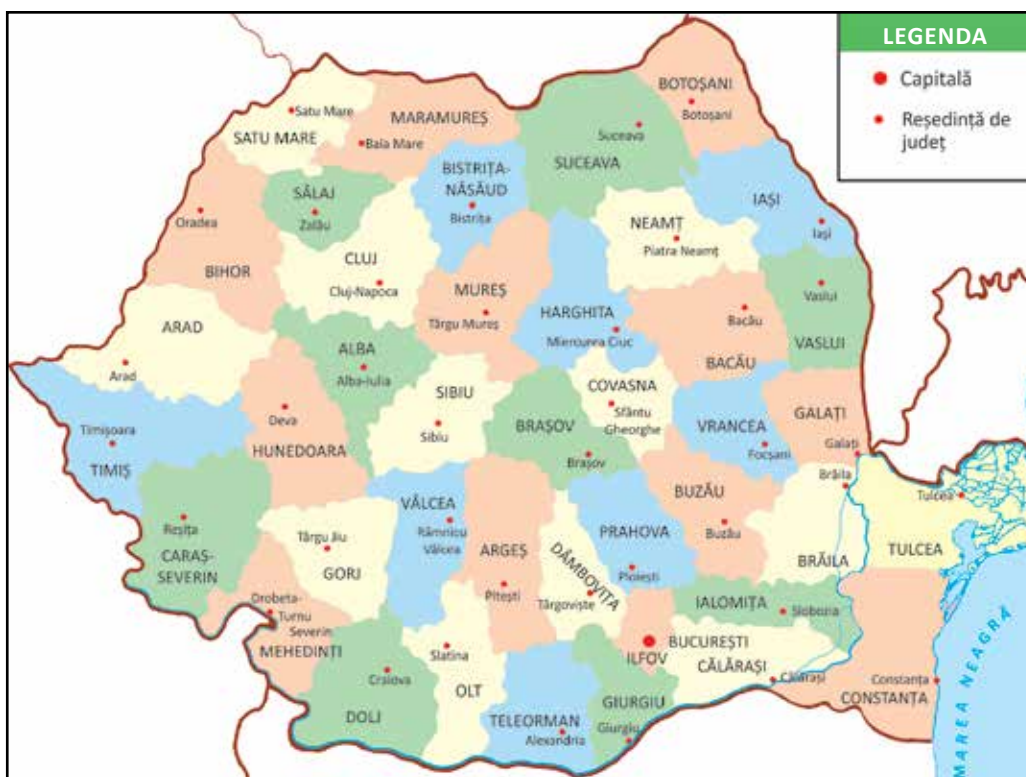 LEGENDA
Capitală
Reședință de
județ
BOTOȘANI
Botoșani
Satu Mare
SATU MARE
MARAMUREȘ
Baia Mare
Suceava
SUCEAVA
BISTRIȚA-
NĂSĂUD
Bistrița
SĂLAJ
Zalău
IAȘI
Iași
NEAMȚ
Piatra Neamț
Oradea
BIHOR
CLUJ
Cluj-Napoca
MUREȘ
Târgu Mureș
HARGHITA
Miercurea Ciuc
Bacău
BACĂU
Vaslui
VASLUI
ARAD
Arad
ALBA
Alba-Iulia
SIBIU
Sibiu
COVASNA
Sfântu
Gheorghe
BRAȘOV
Brașov
VRANCEA
Focșani
GALAȚI
Galați
Timișoara
TIMIȘ
Deva
HUNEDOARA
Brăila
BRĂILA
Tulcea
TULCEA
Reșița
CARAȘ-
SEVERIN
Târgu Jiu
GORJ
VÂLCEA
Râmnicu
Vâlcea
ARGEȘ
Pitești
DÂMBOVIȚA
Târgoviște
PRAHOVA
Ploiești
BUZĂU
Buzău
Drobeta-
Turnu
Severin
MEHEDINȚI
IALOMIȚA
Slobozia
BUCUREȘTI
ILFOV
CĂLĂRAȘI
Călărași
Constanța
CONSTANȚA
Slatina
OLT
Craiova
DOLJ
TELEORMAN
Alexandria
GIURGIU
Giurgiu
MAREA NEAGRĂ